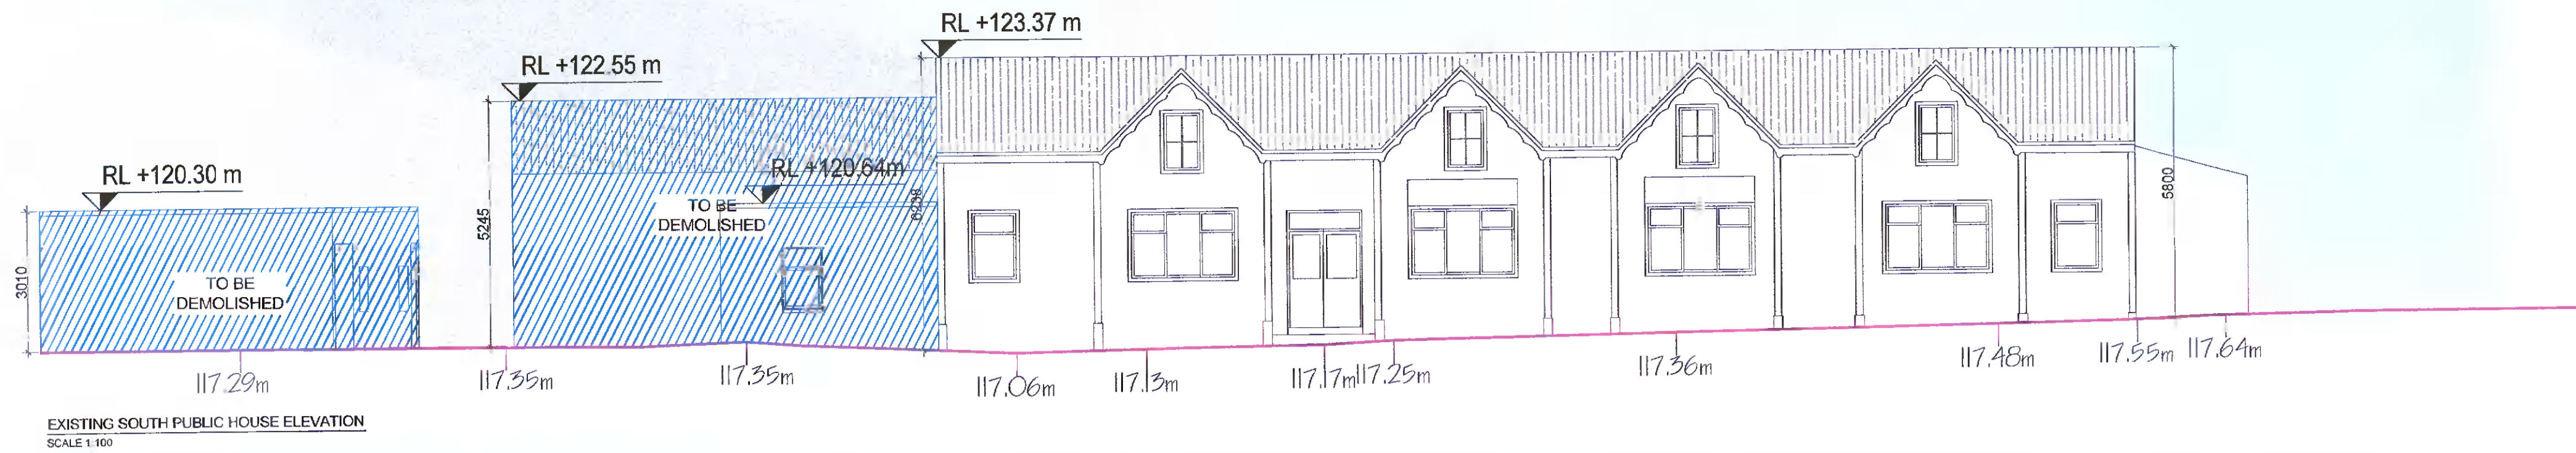 RL +123.37 m
RL +122.55 m
RL +120.30 m
RL +120.64m
TO BE
DEMOLISHED
TO BE
DEMOLISHED
3010
5245
6238
5800
117.29m
117.35m
117.35m
117.06m
117.13m
117.17m
117.25m
117.36m
117.48m
117.55m
117.64m
EXISTING SOUTH PUBLIC HOUSE ELEVATION
SCALE 1:100